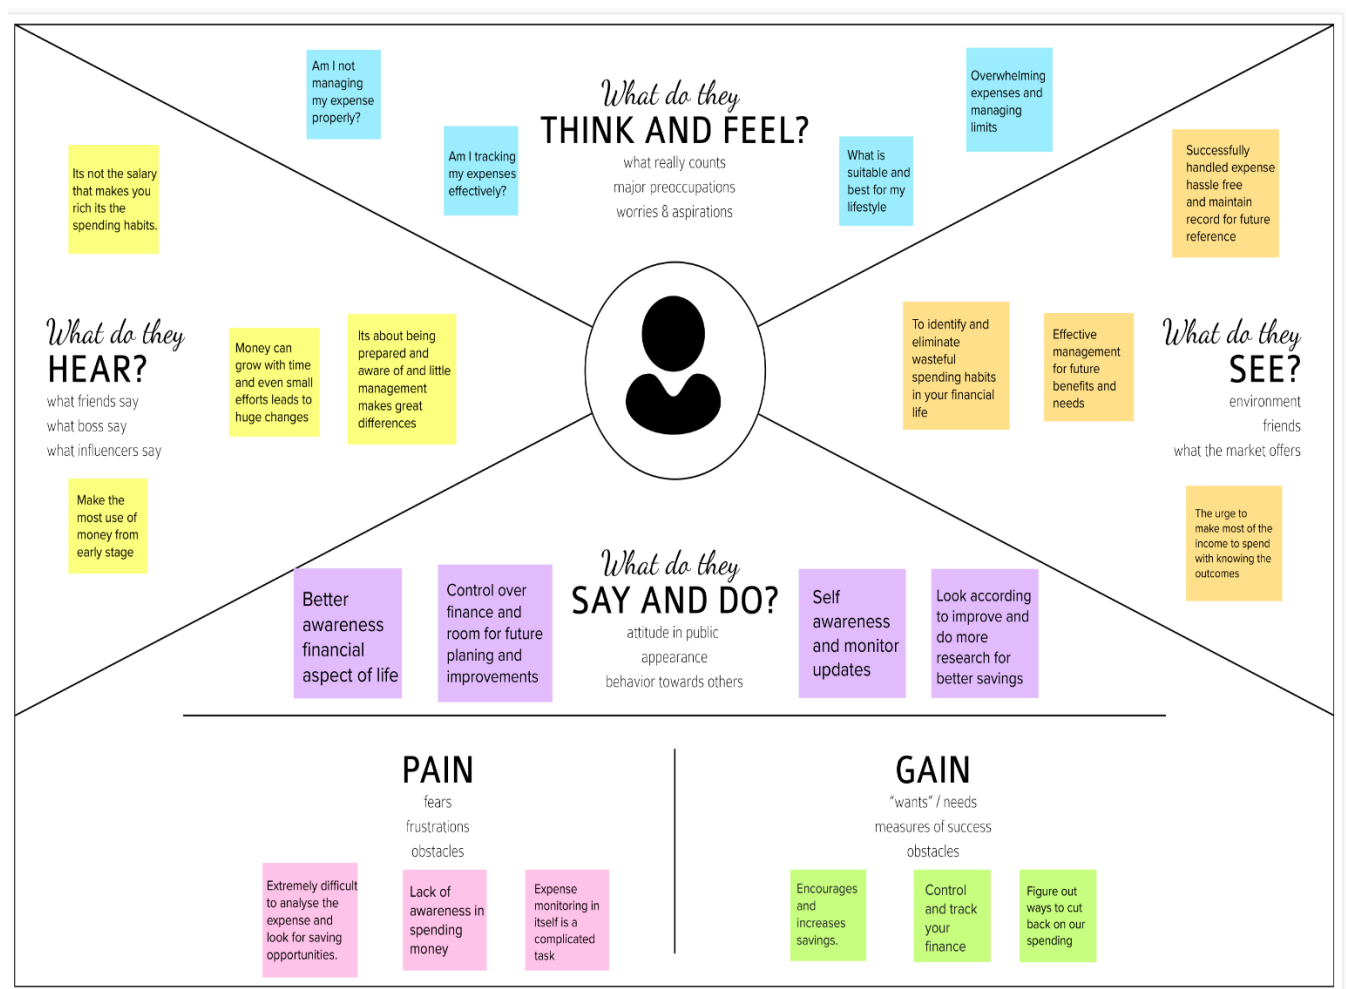 What do they
THINK AND FEEL?
what really counts
major preoccupations
worries & aspirations
Am I not
managing
my expense
properly?
Am I tracking
my expenses
effectively?
What is
suitable and
best for my
lifestyle
Overwhelming
expenses and
managing
limits
Its not the salary
that makes you
rich its the
spending habits.
What do they
HEAR?
what friends say
what boss say
what influencers say
Money can
grow with time
and even small
efforts leads to
huge changes
Its about being
prepared and
aware of and little
management
makes great
differences
Make the
most use of
money from
early stage
Successfully
handled expense
hassle free
and maintain
record for future
reference
To identify and
eliminate
wasteful
spending habits
in your financial
life
Effective
management
for future
benefits and
needs
What do they
SEE?
environment
friends
what the market offers
The urge to
make most of the
income to spend
with knowing the
outcomes
What do they
SAY AND DO?
attitude in public
appearance
behavior towards others
Better
awareness
financial
aspect of life
Control over
finance and
room for future
planing and
improvements
Self
awareness
and monitor
updates
Look according
to improve and
do more
research for
better savings
PAIN
fears
frustrations
obstacles
Extremely difficult
to analyse the
expense and
look for saving
opportunities.
Lack of
awareness in
spending
money
Expense
monitoring in
itself is a
complicated
task
GAIN
"wants" / needs
measures of success
obstacles
Encourages
and
increases
savings.
Control
and track
your
finance
Figure out
ways to cut
back on our
spending